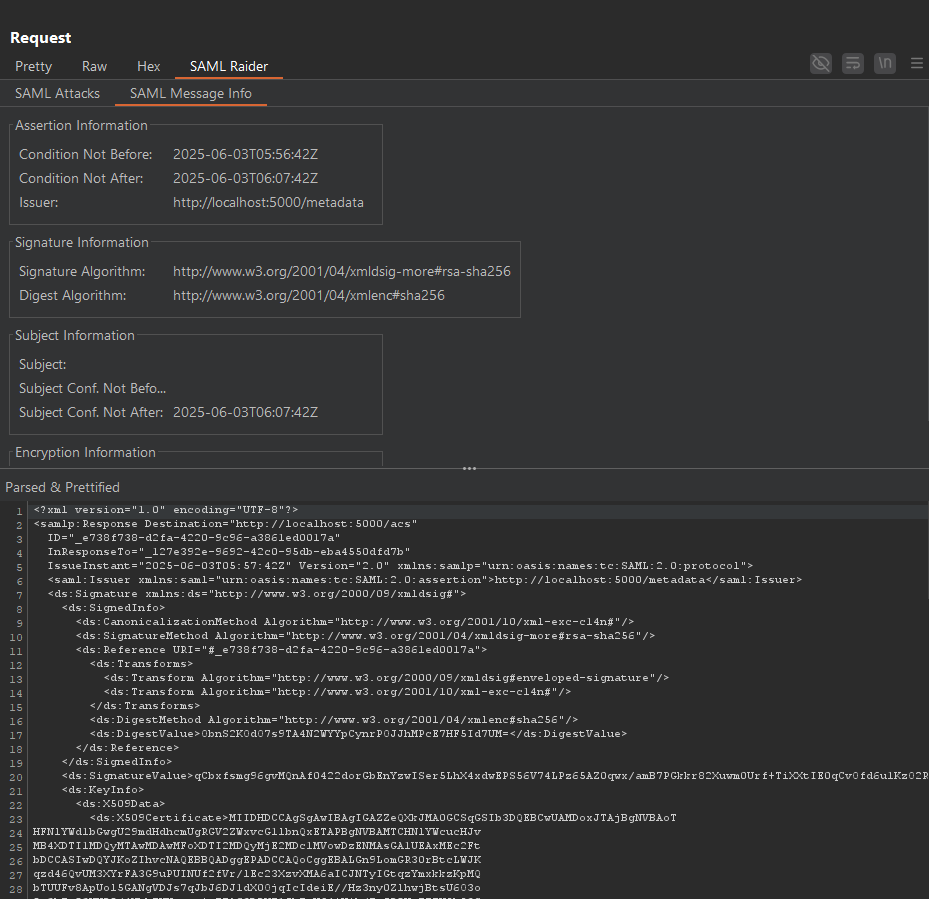 Request
Pretty Raw Hex SAML Raider
\n
SAML Attacks SAML Message Info
Assertion Information
Condition Not Before: 2025-06-03T05:56:42Z
Condition Not After: 2025-06-03T06:07:42Z
Issuer: http://localhost:5000/metadata
Signature Information
Signature Algorithm: http://www.w3.org/2001/04/xmldsig-more#rsa-sha256
Digest Algorithm: http://www.w3.org/2001/04/xmlenc#sha256
Subject Information
Subject:
Subject Conf. Not Befo...
Subject Conf. Not After: 2025-06-03T06:07:42Z
Encryption Information
Parsed & Prettified
1 <?xml version="1.0" encoding="UTF-8"?>
2 <samlp:Response Destination="http://localhost:5000/acs"
3 ID="_e738f738-d2fa-4220-9c96-a3861ed0017a"
4 InResponseTo="_127e392e-9692-42c0-95db-eba4550dfd7b"
5 IssueInstant="2025-06-03T05:57:42Z" Version="2.0" xmlns:samlp="urn:oasis:names:tc:SAML:2.0:protocol">
6 <saml:Issuer xmlns:saml="urn:oasis:names:tc:SAML:2.0:assertion">http://localhost:5000/metadata</saml:Issuer>
7 <ds:Signature xmlns:ds="http://www.w3.org/2000/09/xmldsig#">
8 <ds:SignedInfo>
9 <ds:CanonicalizationMethod Algorithm="http://www.w3.org/2001/10/xml-exc-c14n#"/>
10 <ds:SignatureMethod Algorithm="http://www.w3.org/2001/04/xmldsig-more#rsa-sha256"/>
11 <ds:Reference URI="#_e738f738-d2fa-4220-9c96-a3861ed0017a">
12 <ds:Transforms>
13 <ds:Transform Algorithm="http://www.w3.org/2000/09/xmldsig#enveloped-signature"/>
14 <ds:Transform Algorithm="http://www.w3.org/2001/10/xml-exc-c14n#"/>
15 </ds:Transforms>
16 <ds:DigestMethod Algorithm="http://www.w3.org/2001/04/xmlenc#sha256"/>
17 <ds:DigestValue>0bnS2K0d07s9TA4N2WYYpCynrP0JJhMPcE7HF5Id7UM=</ds:DigestValue>
18 </ds:Reference>
19 </ds:SignedInfo>
20 <ds:SignatureValue>
21 <ds:KeyInfo>
22 <ds:X509Data>
23 <ds:X509Certificate>
24
25
26
27
28